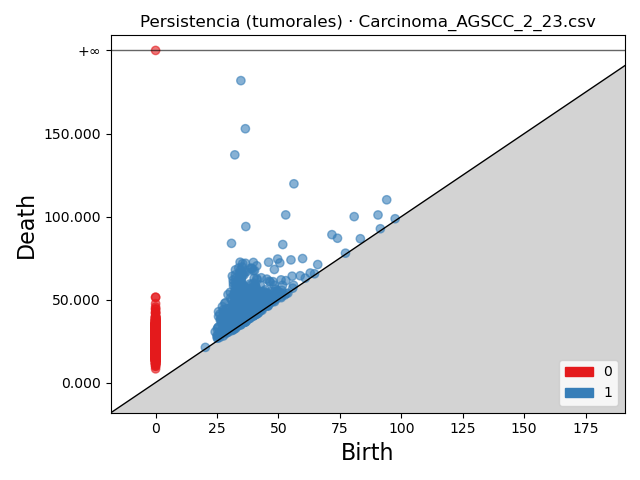 Persistencia (tumorales) · Carcinoma_AGSCC_2_23.csv
+∞
150.000
100.000
50.000
0.000
Death
0 25 50 75 100 125 150 175
Birth
0
1